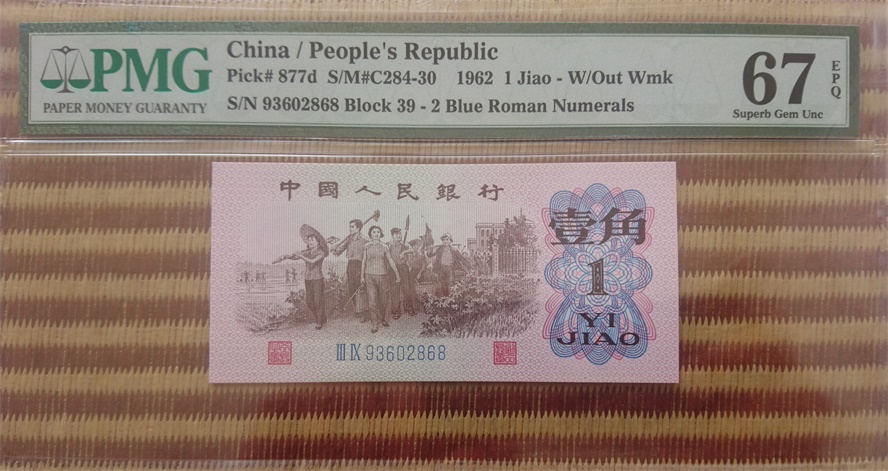 PMG
PAPER MONEY GUARANTY
China / People's Republic
Pick# 877d S/M#C284-30 1962 1 Jiao - W/Out Wmk
S/N 93602868 Block 39 - 2 Blue Roman Numerals
67
EPQ
Superb Gem Unc
中國人民銀行
壹角
1
YI
JIAO
III IX 93602868